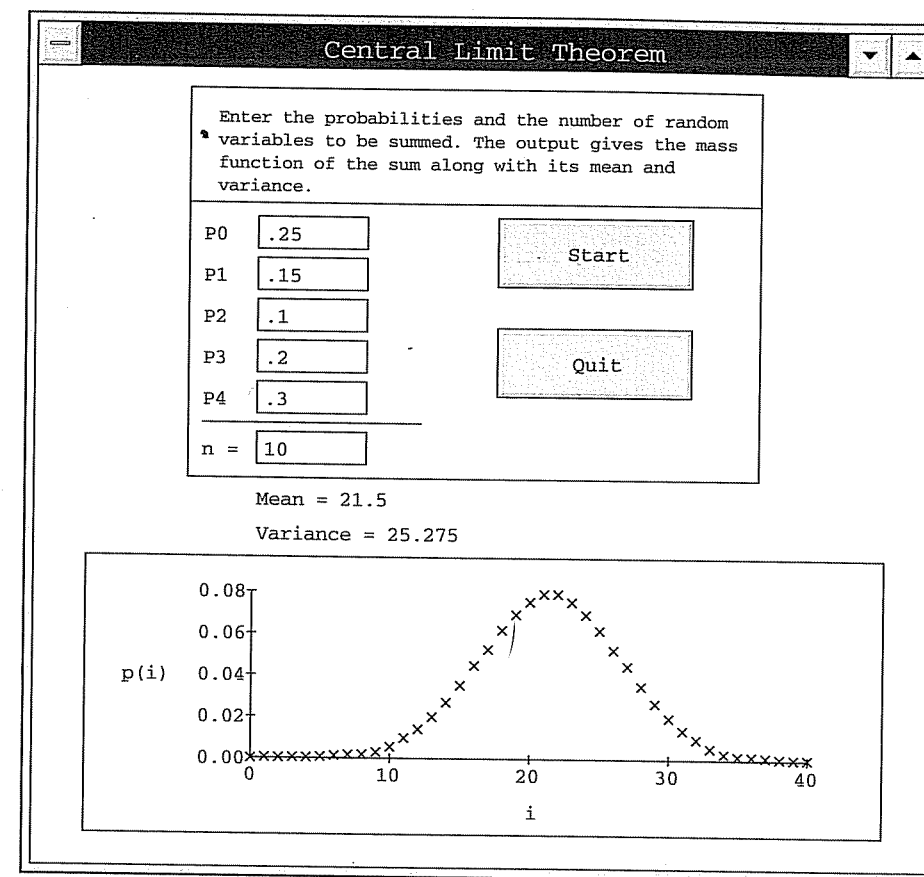 Central Limit Theorem
Enter the probabilities and the number of random
variables to be summed. The output gives the mass
function of the sum along with its mean and
variance.
P0 .25
Start
P1 .15
P2 .1
P3 .2
Quit
P4 .3
n = 10
Mean = 21.5
Variance = 25.275
0.08
0.06
p(i) 0.04
0.02
0.00
0 10 20 30 40
i